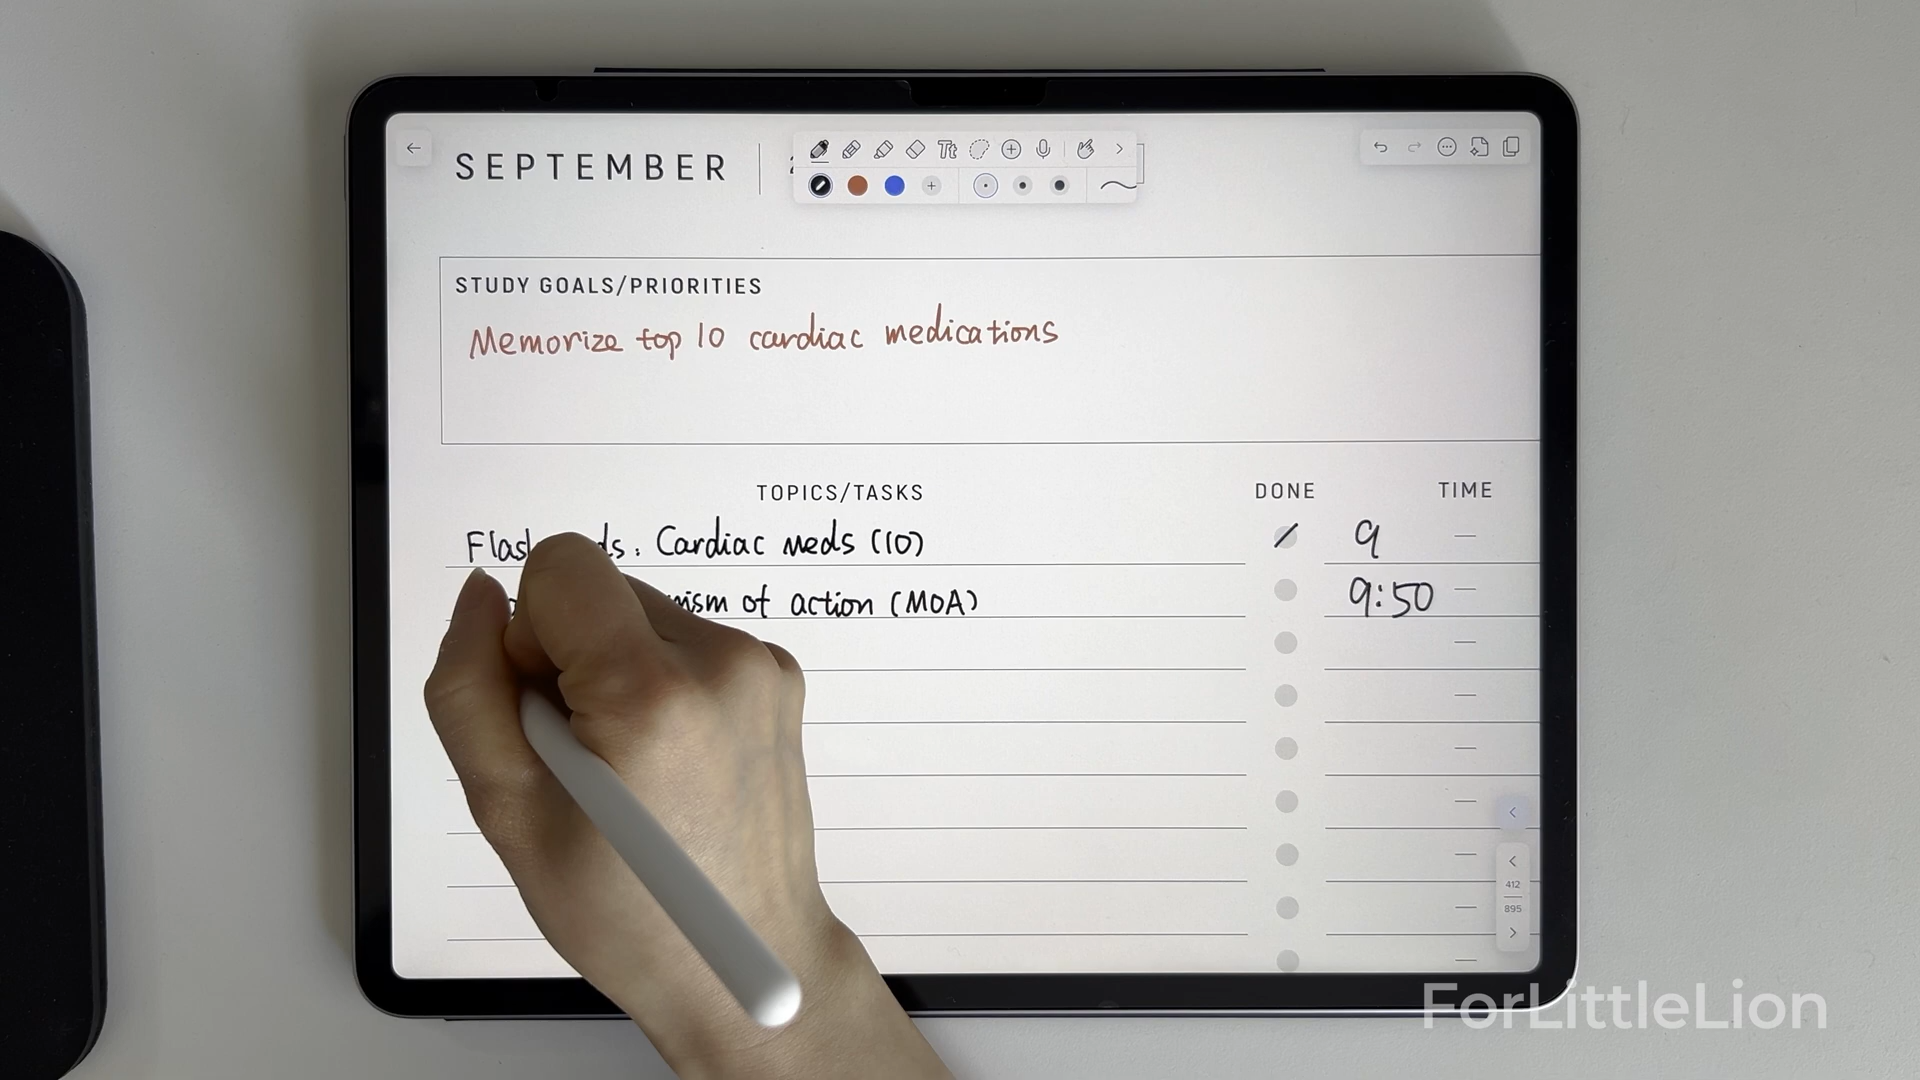 SEPTEMBER
Tt
STUDY GOALS/PRIORITIES
Memorize top 10 cardiac medications
TOPICS/TASKS DONE TIME
Cardiac meds (10) 9 —
of action (MOA) 9:50 —
412
895
ForLittleLion